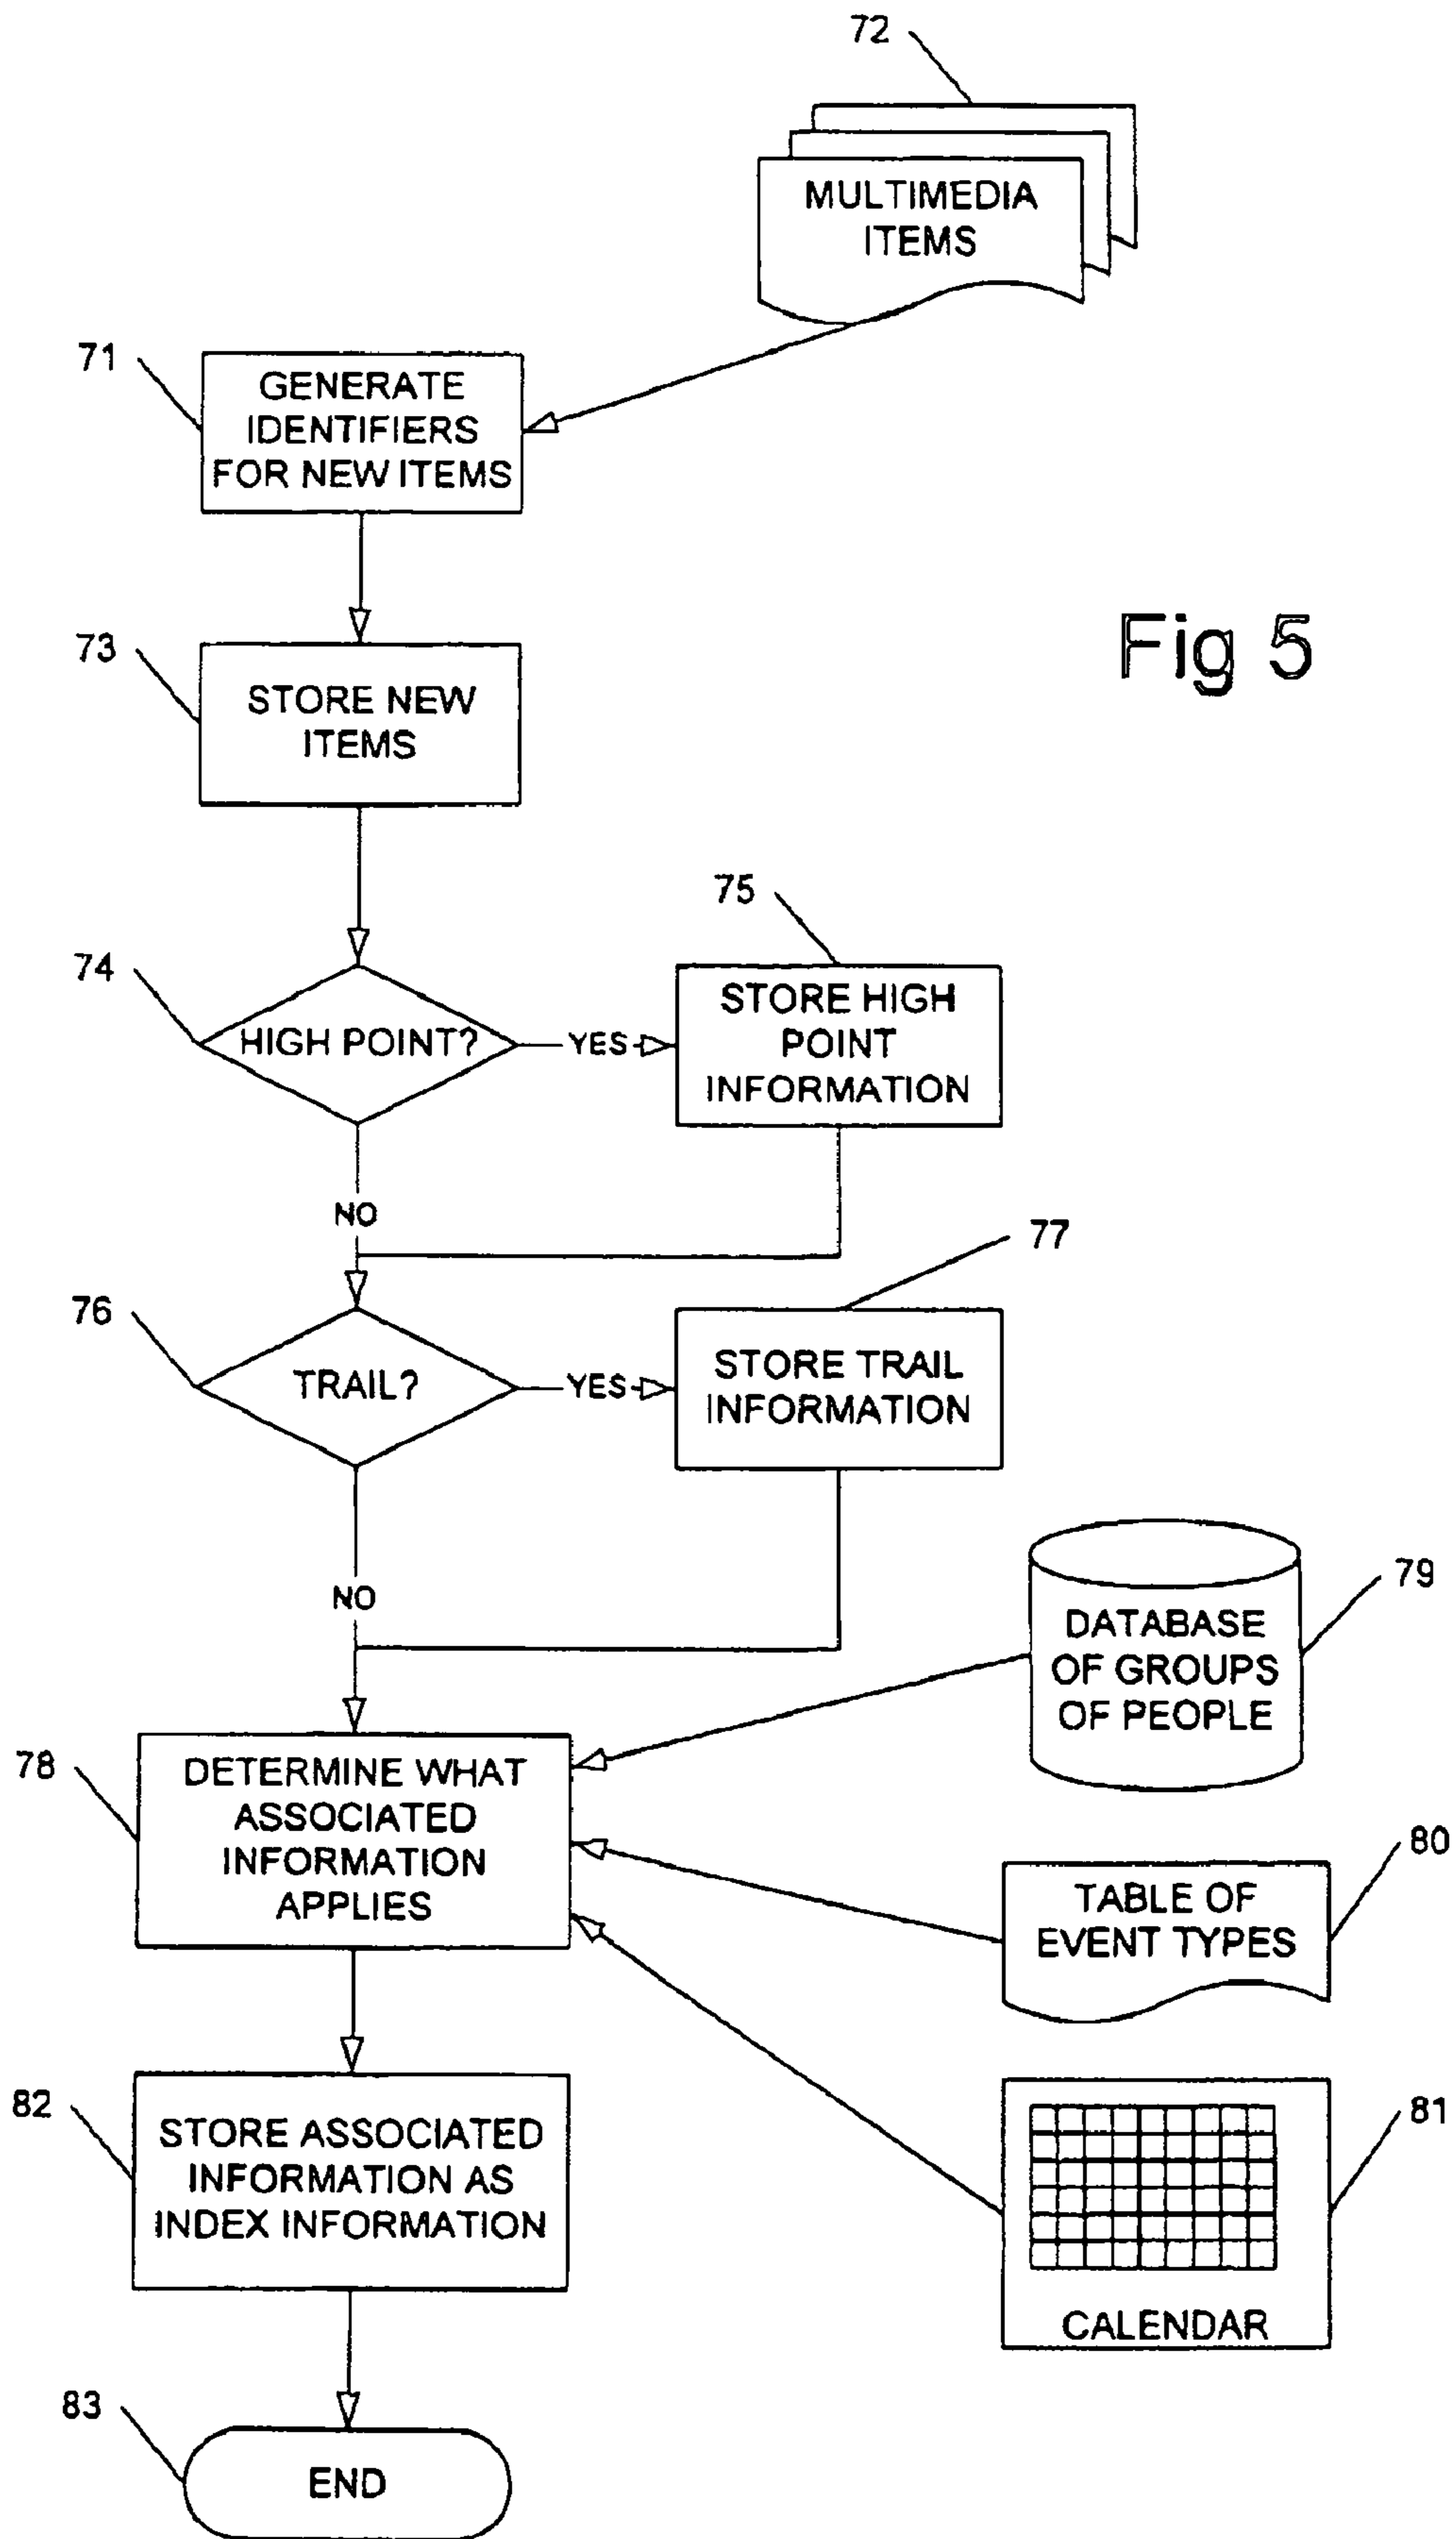 72
MULTIMEDIA
ITEMS
71
GENERATE
IDENTIFIERS
FOR NEW ITEMS
Fig 5
73
STORE NEW
ITEMS
75
74
HIGH POINT?
YES
STORE HIGH
POINT
INFORMATION
NO
77
76
TRAIL?
YES
STORE TRAIL
INFORMATION
NO
79
DATABASE
OF GROUPS
OF PEOPLE
78
DETERMINE WHAT
ASSOCIATED
INFORMATION
APPLIES
80
TABLE OF
EVENT TYPES
82
STORE ASSOCIATED
INFORMATION AS
INDEX INFORMATION
81
CALENDAR
83
END